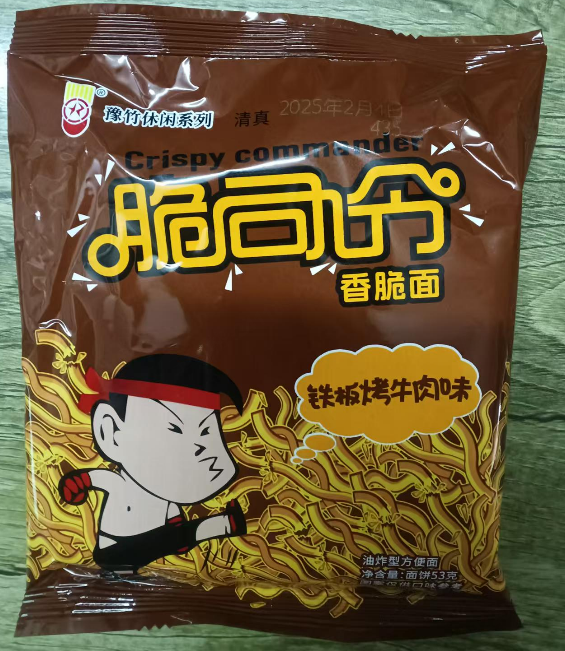 豫竹休闲系列
清真
2025年2月
Crispy commander
脆司令
香脆面
铁板烤牛肉味
油炸型方便面
净含量:面饼53克